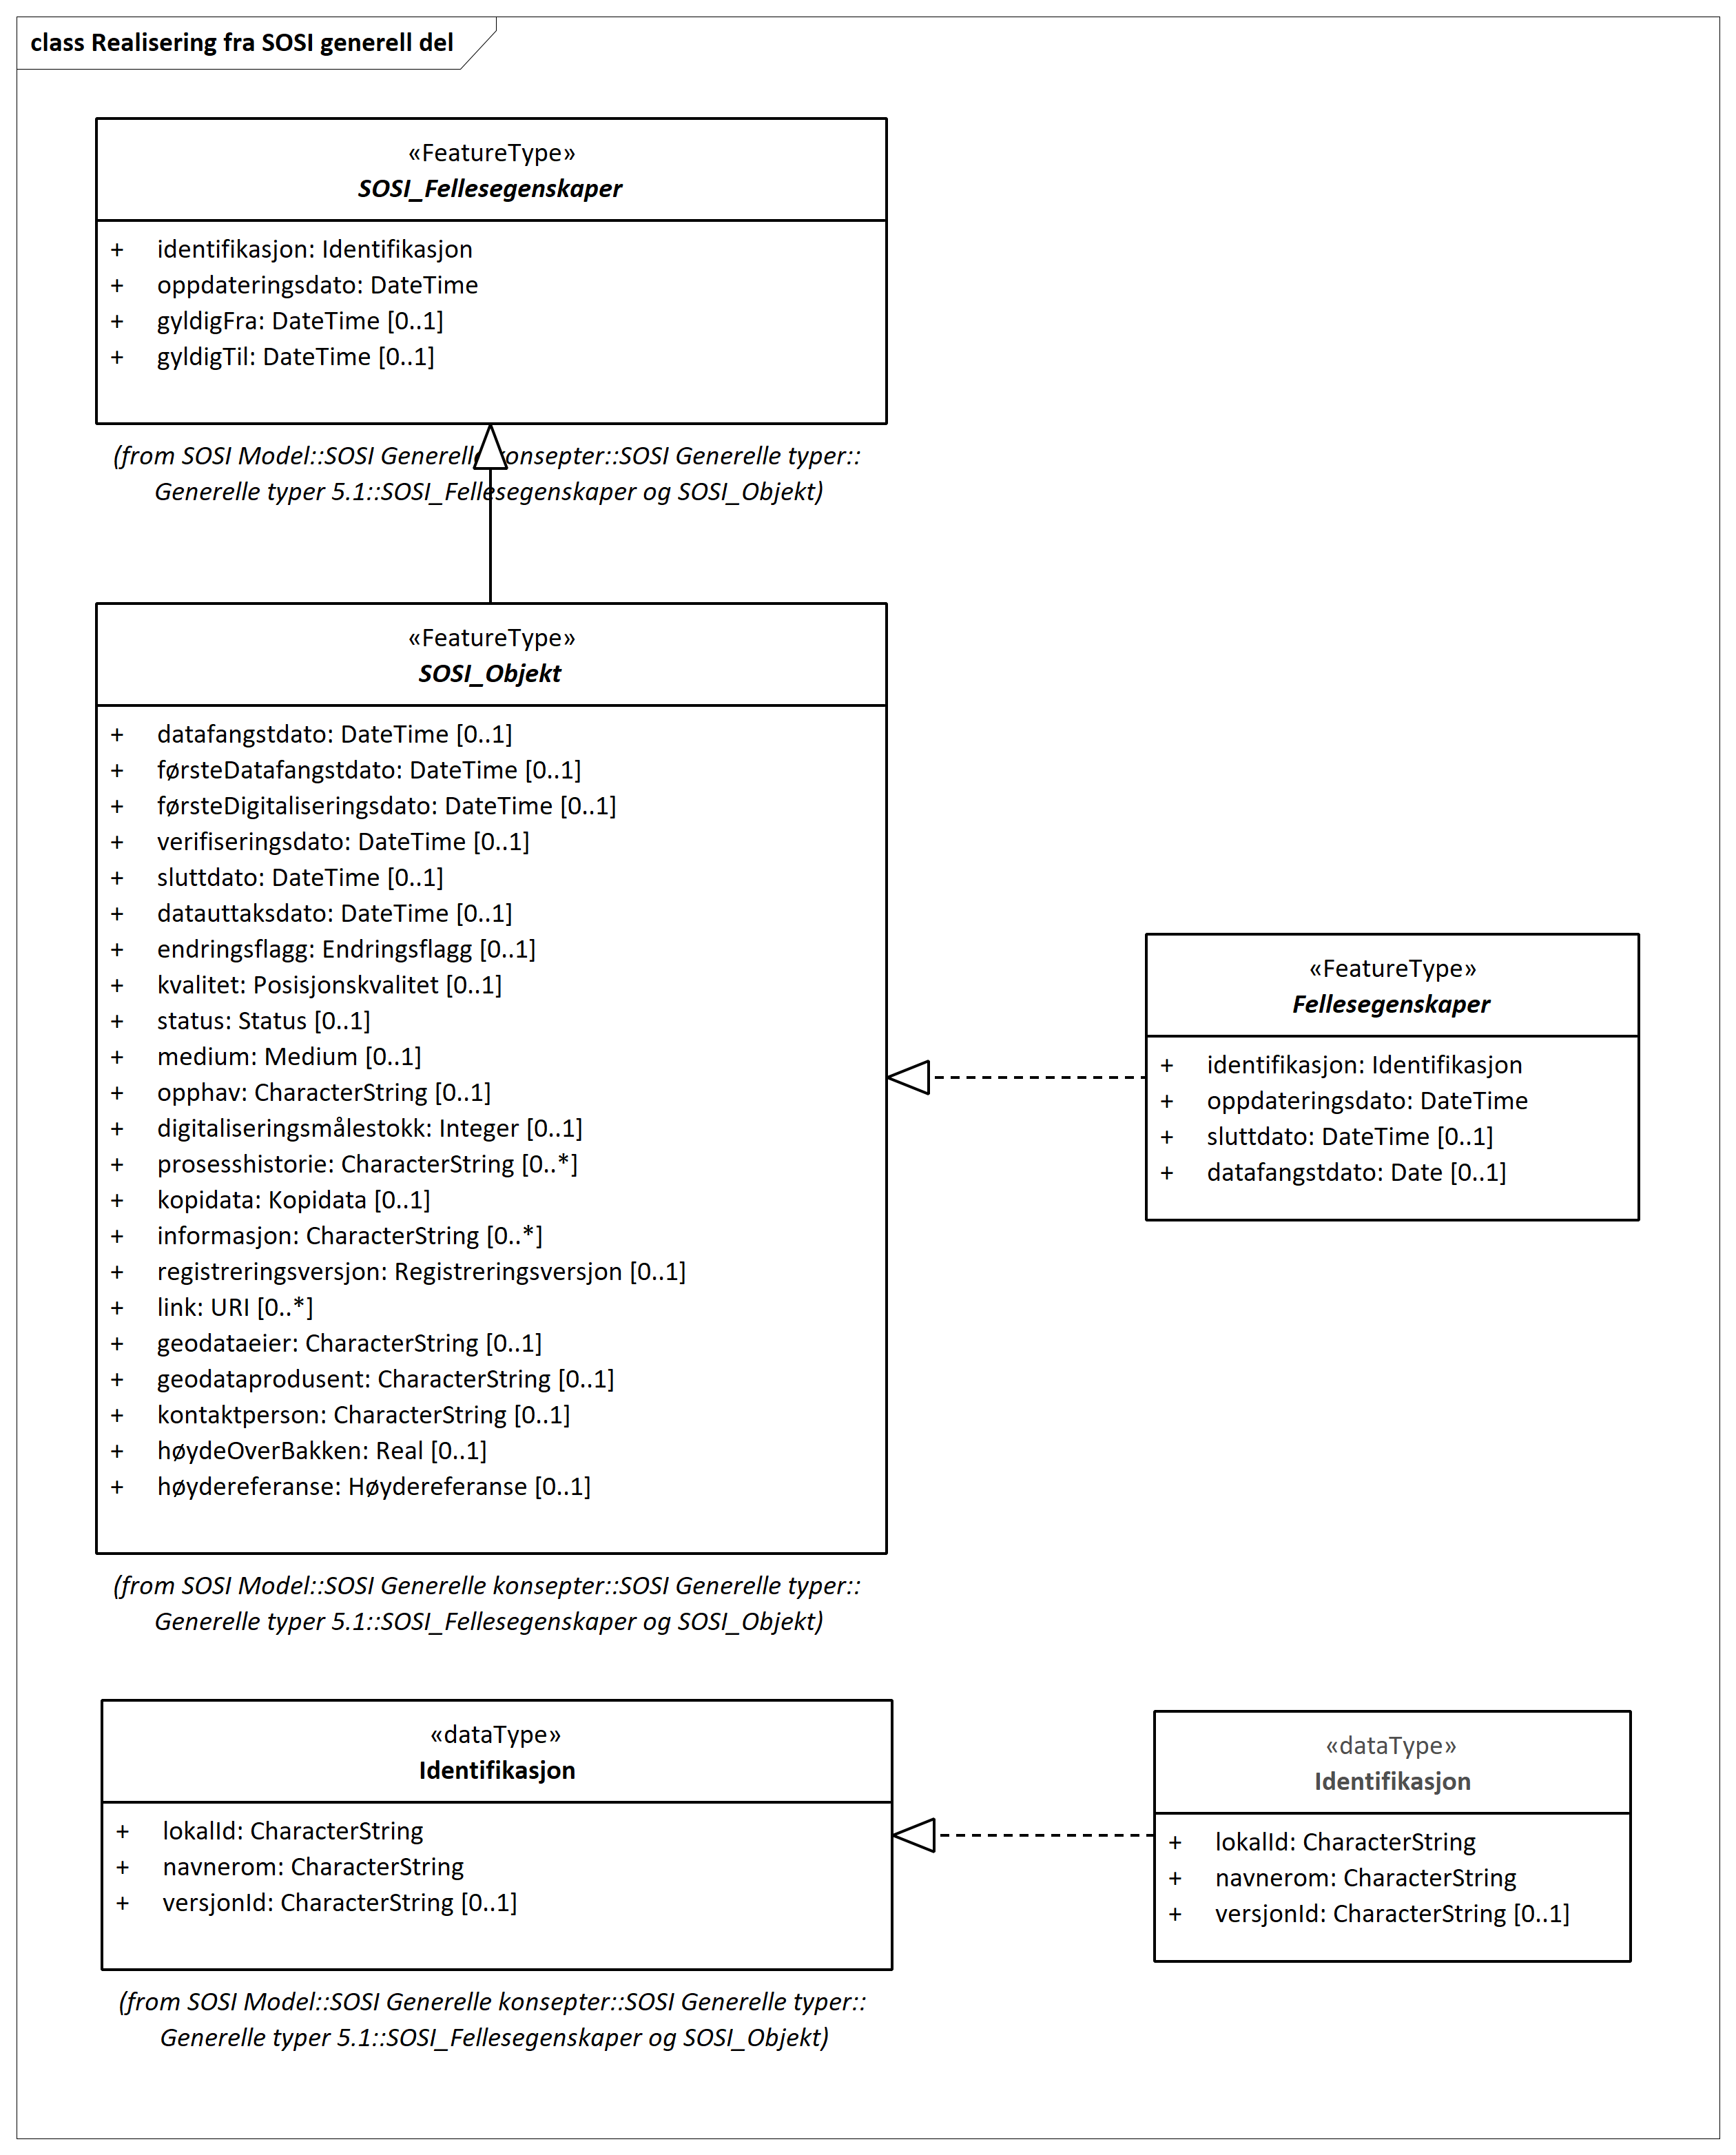 class Realisering fra SOSI generell del
«FeatureType»
SOSI_Fellesegenskaper
+ identifikasjon: Identifikasjon
+ oppdateringsdato: DateTime
+ gyldigFra: DateTime [0..1]
+ gyldigTil: DateTime [0..1]
(from SOSI Model::SOSI Generelle konsepter::SOSI Generelle typer::
Generelle typer 5.1::SOSI_Fellesegenskaper og SOSI_Objekt)
«FeatureType»
SOSI_Objekt
+ datafangstdato: DateTime [0..1]
+ førsteDatafangstdato: DateTime [0..1]
+ førsteDigitaliseringsdato: DateTime [0..1]
+ verifiseringsdato: DateTime [0..1]
+ sluttdato: DateTime [0..1]
+ datauttaksdato: DateTime [0..1]
+ endringsflagg: Endringsflagg [0..1]
+ kvalitet: Posisjonskvalitet [0..1]
+ status: Status [0..1]
+ medium: Medium [0..1]
+ opphav: CharacterString [0..1]
+ digitaliseringsmålestokk: Integer [0..1]
+ prosesshistorie: CharacterString [0..*]
+ kopidata: Kopidata [0..1]
+ informasjon: CharacterString [0..*]
+ registreringsversjon: Registreringsversjon [0..1]
+ link: URI [0..*]
+ geodataeier: CharacterString [0..1]
+ geodataprodusent: CharacterString [0..1]
+ kontaktperson: CharacterString [0..1]
+ høydeOverBakken: Real [0..1]
+ høydereferanse: Høydereferanse [0..1]
(from SOSI Model::SOSI Generelle konsepter::SOSI Generelle typer::
Generelle typer 5.1::SOSI_Fellesegenskaper og SOSI_Objekt)
«FeatureType»
Fellesegenskaper
+ identifikasjon: Identifikasjon
+ oppdateringsdato: DateTime
+ sluttdato: DateTime [0..1]
+ datafangstdato: Date [0..1]
«dataType»
Identifikasjon
+ lokalId: CharacterString
+ navnerom: CharacterString
+ versjonId: CharacterString [0..1]
(from SOSI Model::SOSI Generelle konsepter::SOSI Generelle typer::
Generelle typer 5.1::SOSI_Fellesegenskaper og SOSI_Objekt)
«dataType»
Identifikasjon
+ lokalId: CharacterString
+ navnerom: CharacterString
+ versjonId: CharacterString [0..1]